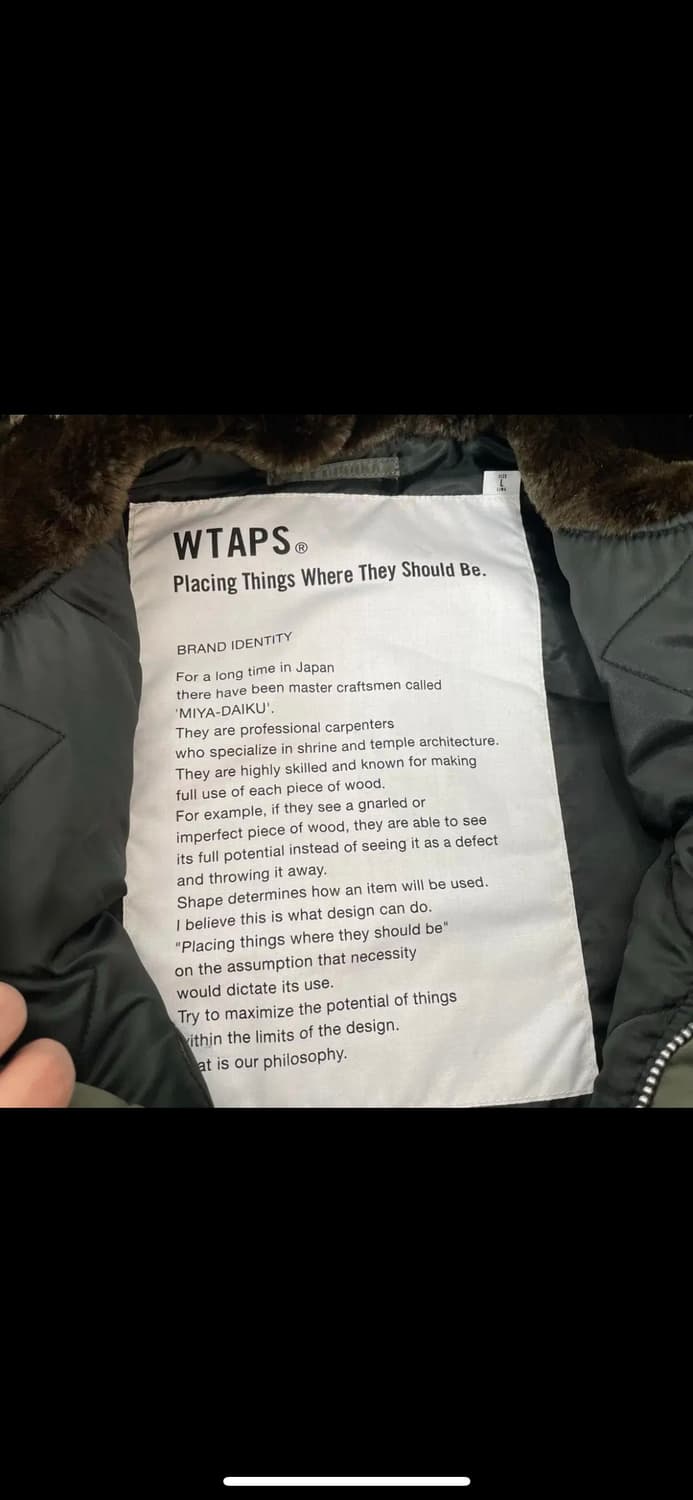 SIZE
L
WTAPS®
Placing Things Where They Should Be.
BRAND IDENTITY
For a long time in Japan
there have been master craftsmen called
'MIYA-DAIKU'.
They are professional carpenters
who specialize in shrine and temple architecture.
They are highly skilled and known for making
full use of each piece of wood.
For example, if they see a gnarled or
imperfect piece of wood, they are able to see
its full potential instead of seeing it as a defect
and throwing it away.
Shape determines how an item will be used.
I believe this is what design can do.
"Placing things where they should be"
on the assumption that necessity
would dictate its use.
Try to maximize the potential of things
ithin the limits of the design.
at is our philosophy.